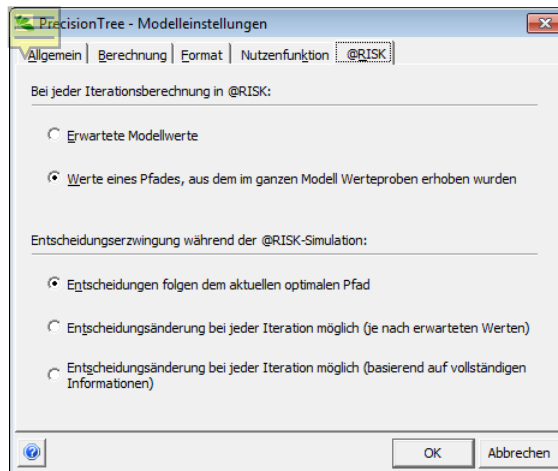 PrecisionTree - Modelleinstellungen
Allgemein
Berechnung
Format
Nutzenfunktion
@RISK
Bei jeder Iterationsberechnung in @RISK:
Erwartete Modellwerte
Werte eines Pfades, aus dem im ganzen Modell Werteproben erhoben wurden
Entscheidungserzwingung während der @RISK-Simulation:
Entscheidungen folgen dem aktuellen optimalen Pfad
Entscheidungsänderung bei jeder Iteration möglich (je nach erwarteten Werten)
Entscheidungsänderung bei jeder Iteration möglich (basierend auf vollständigen
Informationen)
OK
Abbrechen